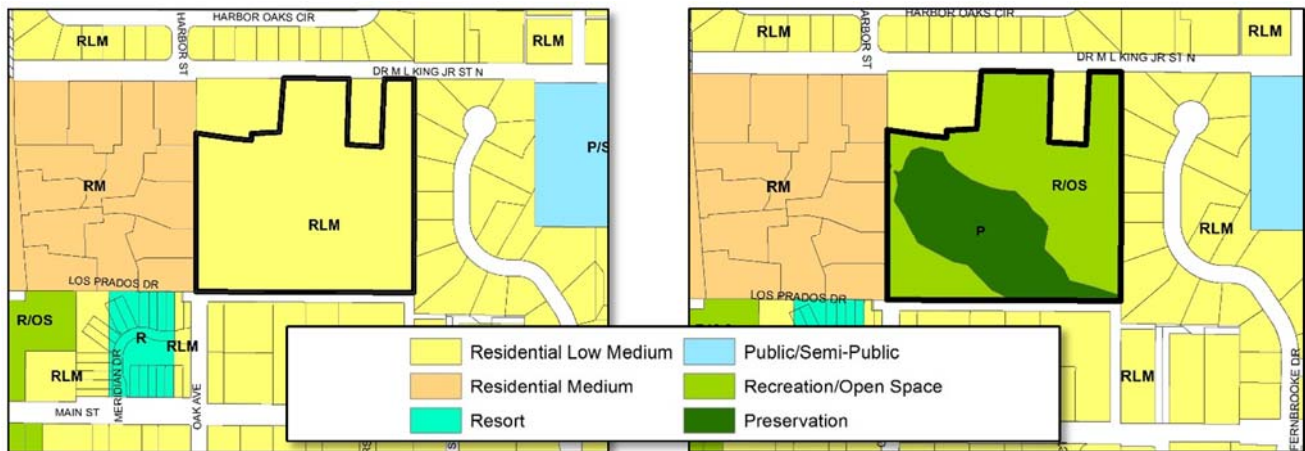 HARBOR OAKS CIR
RLM
HARBOR ST
RLM
DR M L KING JR ST N
P/S
RM
RLM
LOS PRADOS DR
R/OS
R
RLM
RLM
MERIDIAN DR
MAIN ST
OAK AVE
HARBOR OAKS CIR
RLM
ARBOR ST
RLM
DR M L KING JR ST N
RM
R/OS
P
RLM
LOS PRADOS DR
RLM
FERNBROOKE DR
Residential Low Medium
Public/Semi-Public
Residential Medium
Recreation/Open Space
Resort
Preservation